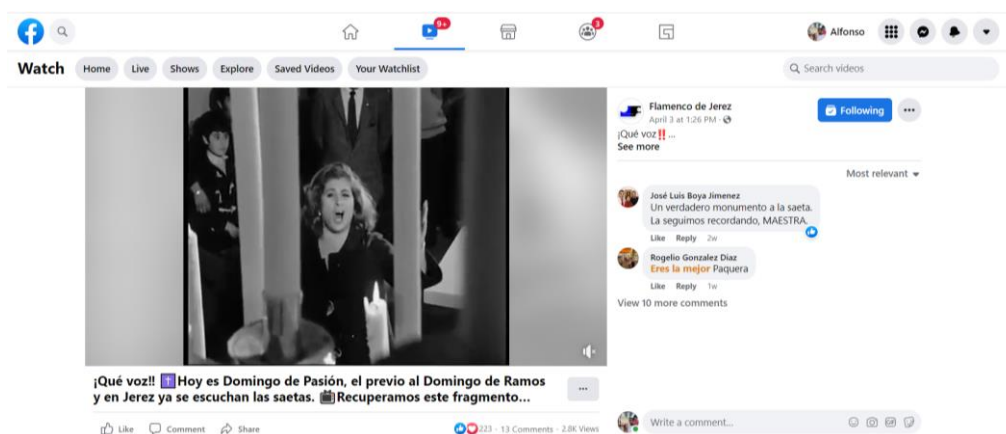 9+
3
Alfonso
Watch
Home
Live
Shows
Explore
Saved Videos
Your Watchlist
Search videos
Flamenco de Jerez
April 3 at 1:26 PM ·
Following
¡Qué voz‼ ...
See more
Most relevant
José Luis Boya Jimenez
Un verdadero monumento a la saeta.
La seguimos recordando, MAESTRA.
Like Reply 2w
Rogelio Gonzalez Diaz
Eres la mejor Paquera
Like Reply 1w
View 10 more comments
¡Qué voz!! ✝️Hoy es Domingo de Pasión, el previo al Domingo de Ramos
y en Jerez ya se escuchan las saetas. 📺Recuperamos este fragmento...
Like Comment Share
223 · 13 Comments · 2.8K Views
Write a comment...
GIF